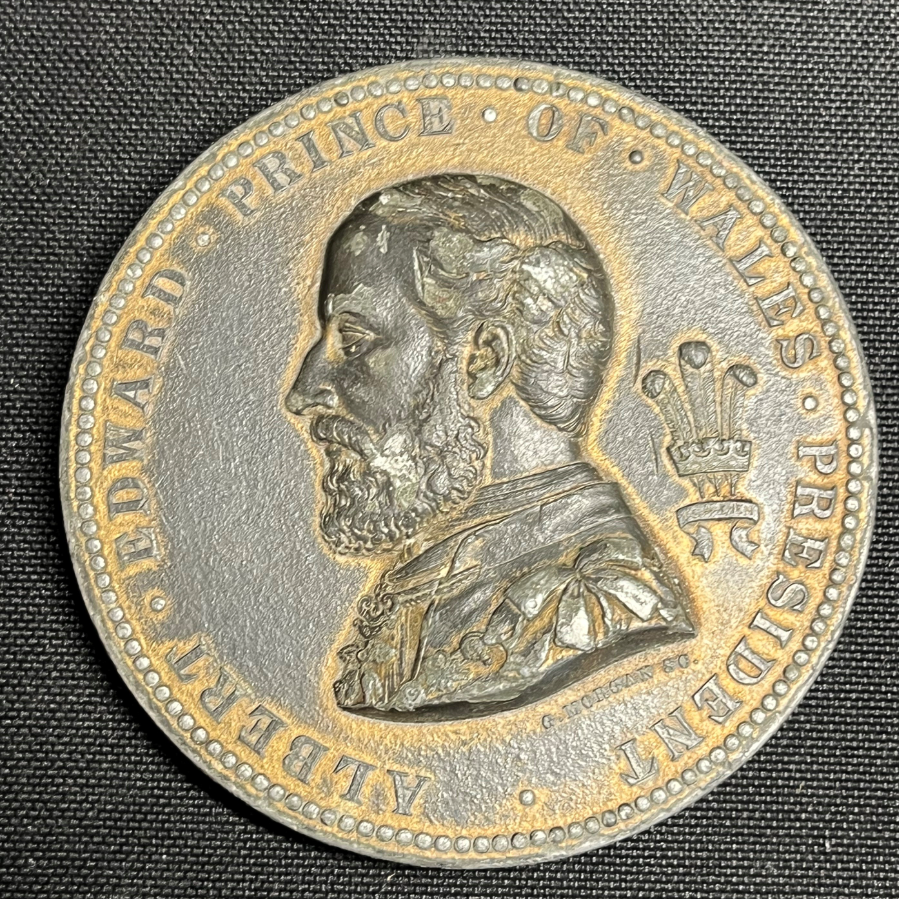 ALBERT · EDWARD · PRINCE · OF · WALES · PRESIDENT ·
G. MORGAN SC.